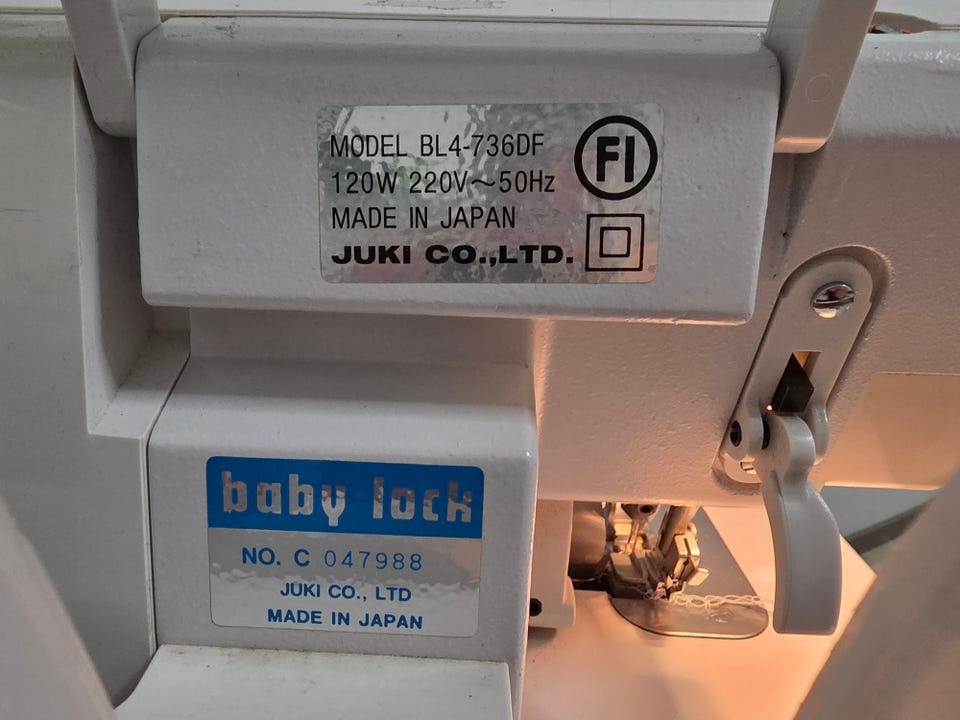 MODEL BL4-736DF
120W 220V～50Hz
MADE IN JAPAN
JUKI CO.,LTD.
FI
baby lock
NO. C 047988
JUKI CO., LTD
MADE IN JAPAN